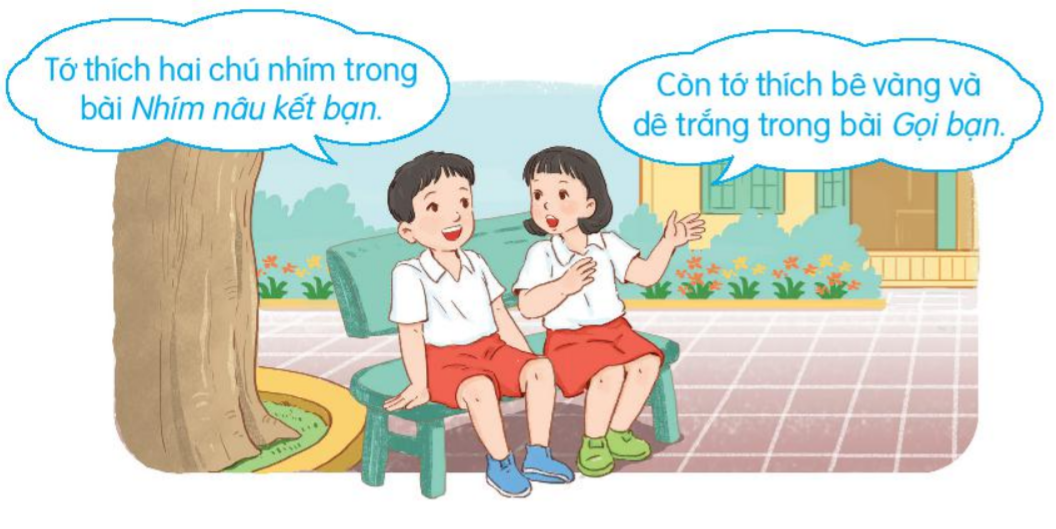 Tớ thích hai chú nhím trong
bài Nhím nâu kết bạn.
Còn tớ thích bê vàng và
dê trắng trong bài Gọi bạn.